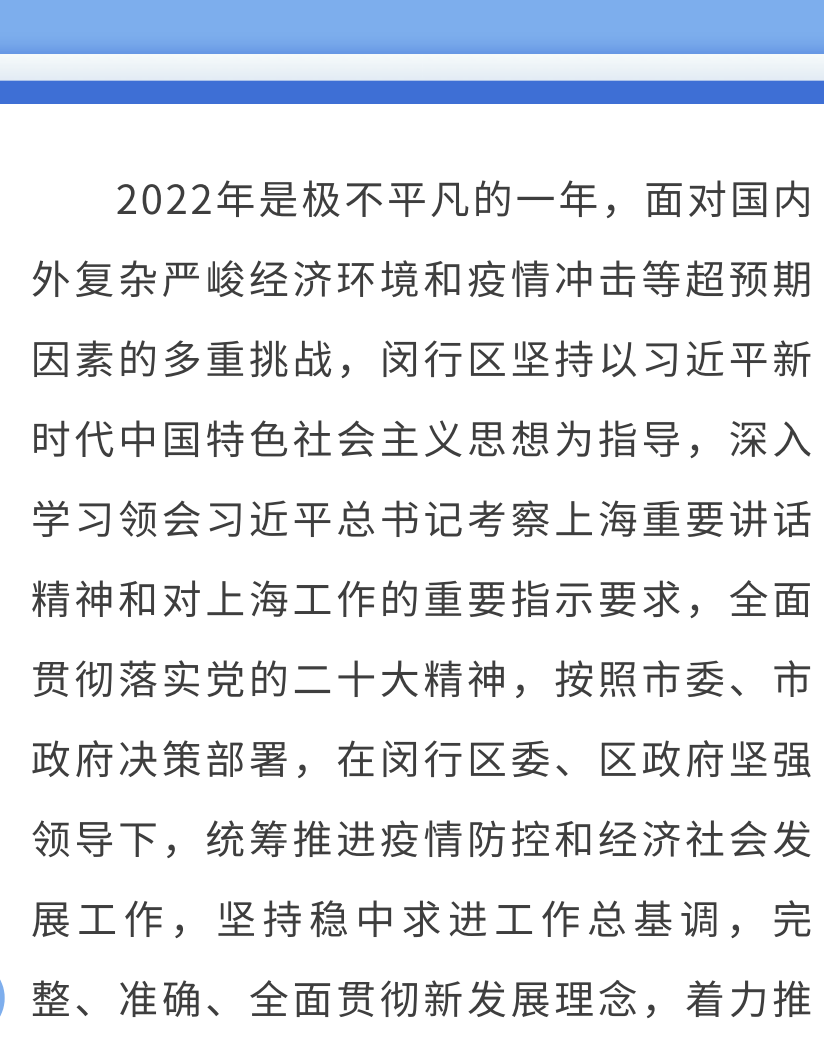 2022年是极不平凡的一年，面对国内
外复杂严峻经济环境和疫情冲击等超预期
因素的多重挑战，闵行区坚持以习近平新
时代中国特色社会主义思想为指导，深入
学习领会习近平总书记考察上海重要讲话
精神和对上海工作的重要指示要求，全面
贯彻落实党的二十大精神，按照市委、市
政府决策部署，在闵行区委、区政府坚强
领导下，统筹推进疫情防控和经济社会发
展工作，坚持稳中求进工作总基调，完
整、准确、全面贯彻新发展理念，着力推